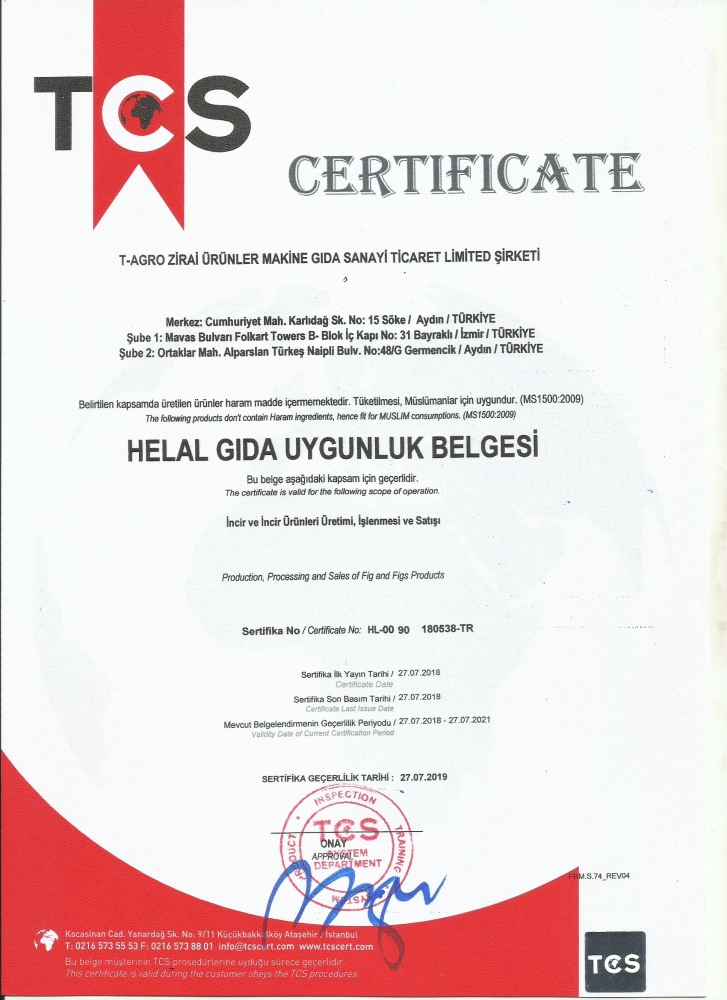 TCS
CERTIFICATE
T-AGRO ZİRAİ ÜRÜNLER MAKİNE GIDA SANAYİ TİCARET LİMİTED ŞİRKETİ
Merkez: Cumhuriyet Mah. Karlıdağ Sk. No: 15 Söke / Aydın / TÜRKİYE
Şube 1: Mavas Bulvarı Folkart Towers B- Blok İç Kapı No: 31 Bayraklı / İzmir / TÜRKİYE
Şube 2: Ortaklar Mah. Alparslan Türkeş Naipli Bulv. No:48/G Germencik / Aydın / TÜRKİYE
Belirtilen kapsamda üretilen ürünler haram madde içermemektedir. Tüketilmesi, Müslümanlar için uygundur. (MS1500:2009)
The following products don't contain Haram ingredients, hence fit for MUSLIM consumptions. (MS1500:2009)
HELAL GIDA UYGUNLUK BELGESİ
Bu belge aşağıdaki kapsam için geçerlidir.
The certificate is valid for the following scope of operation.
İncir ve İncir Ürünleri Üretimi, İşlenmesi ve Satışı
Production, Processing and Sales of Fig and Figs Products
Sertifika No / Certificate No: HL-00 90 180538-TR
Sertifika İlk Yayın Tarihi / 27.07.2018
Certificate Date
Sertifika Son Basım Tarihi / 27.07.2018
Certificate Last Issue Date
Mevcut Belgelendirmenin Geçerlilik Periyodu / 27.07.2018 - 27.07.2021
Validity Date of Current Certification Period
SERTİFİKA GEÇERLİLİK TARİHİ : 27.07.2019
INSPECTION
TRAINING
SYSTEM
PRODUCT
TCS
SYSTEM
DEPARTMENT
ONAY
APPROVAL
FRM.S.74_REV04
Kocasinan Cad. Yanardağ Sk. No: 9/11 Küçükbakkalköy Ataşehir / İstanbul
T: 0216 573 55 53 F: 0216 573 88 01 info@tcscert.com www.tcscert.com
Bu belge müşterinin TCS prosedürlerine uyduğu sürece geçerlidir.
This certificate is valid during the customer obeys the TCS procedures.
TCS